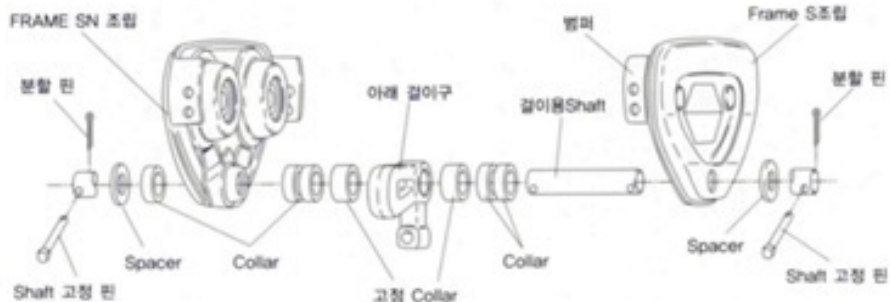 FRAME SN 조립
범퍼
Frame S조립
분할 핀
아래 걸이구
걸이용Shaft
분할 핀
Spacer
Collar
Collar
Spacer
Shaft 고정 핀
고정 Collar
Shaft 고정 핀